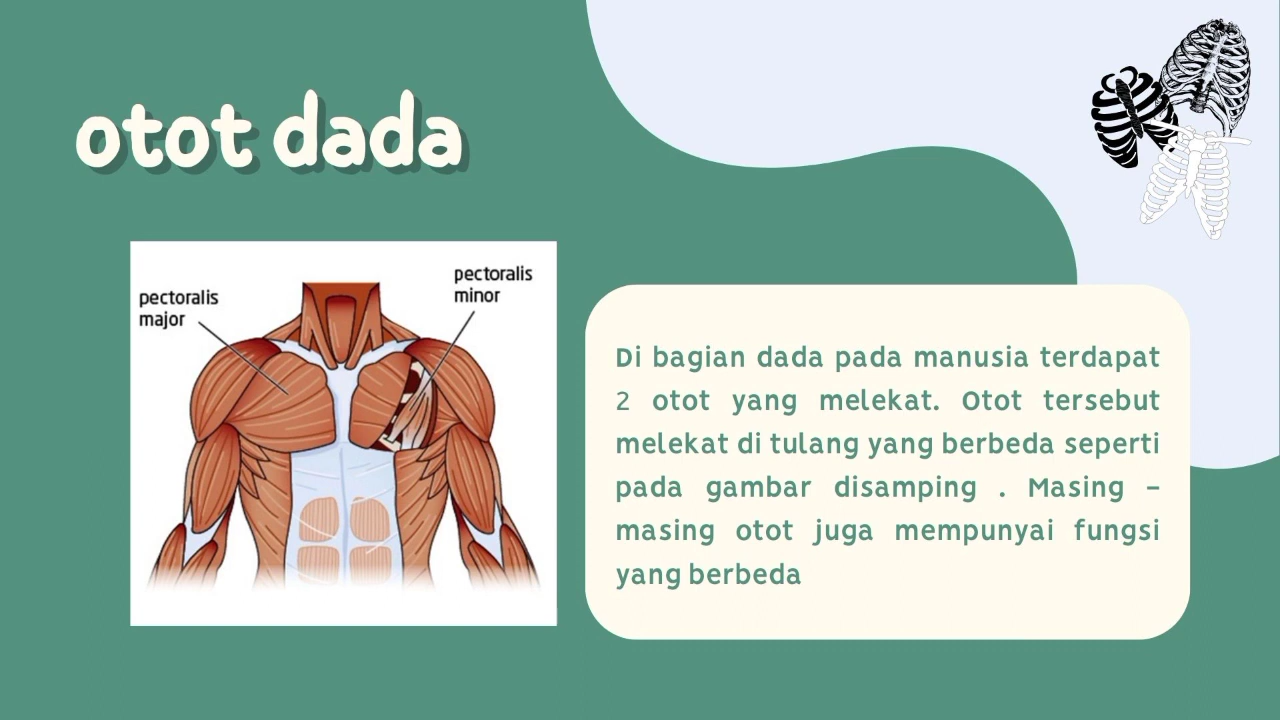 otot dada
pectoralis
major
pectoralis
minor
Di bagian dada pada manusia terdapat
2 otot yang melekat. Otot tersebut
melekat di tulang yang berbeda seperti
pada gambar disamping . Masing –
masing otot juga mempunyai fungsi
yang berbeda